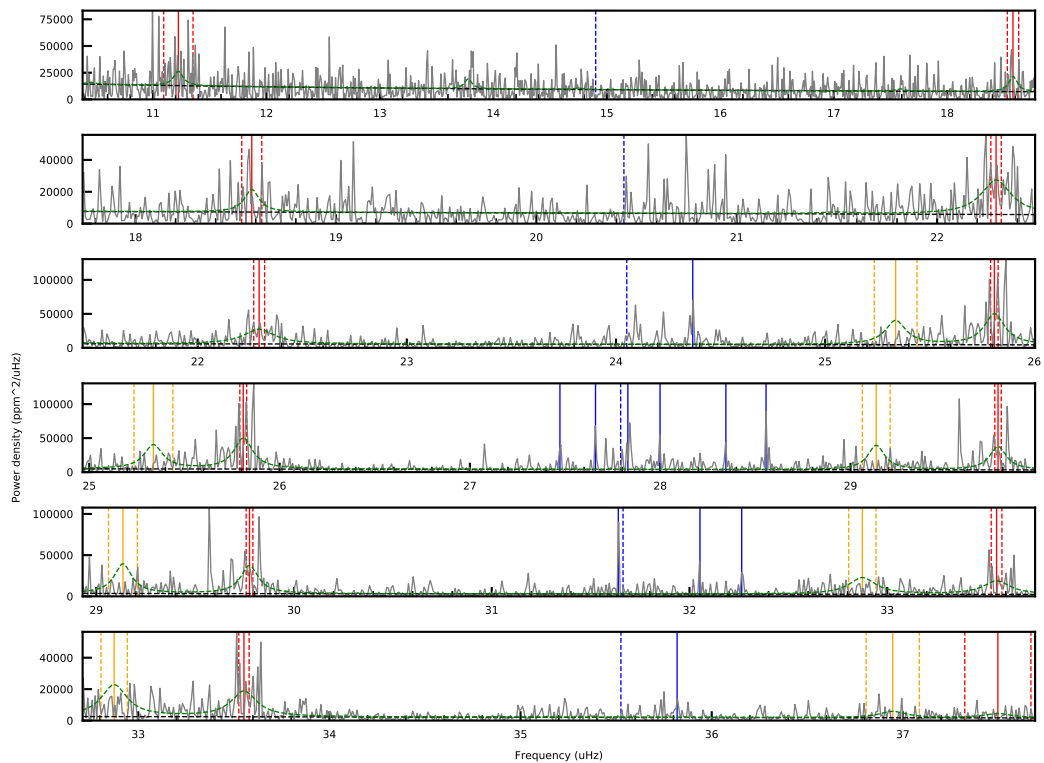 75000
50000
25000
0
11 12 13 14 15 16 17 18
40000
20000
0
18 19 20 21 22
100000
50000
0
22 23 24 25 26
100000
50000
0
25 26 27 28 29
100000
50000
0
29 30 31 32 33
40000
20000
0
33 34 35 36 37
Power density (ppm^2/uHz)
Frequency (uHz)